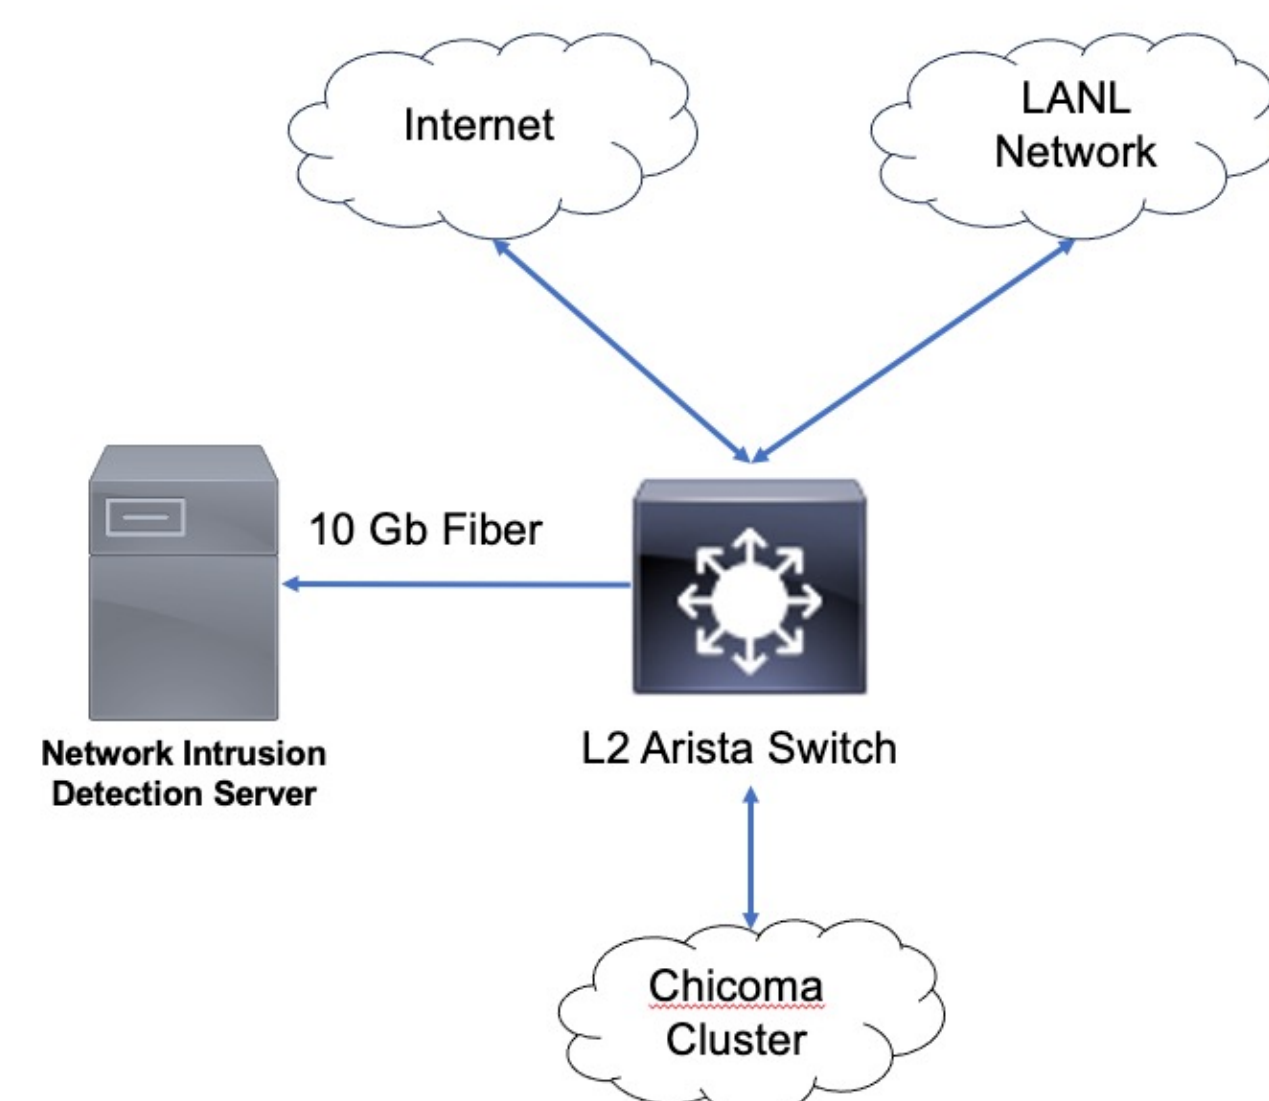 Internet
LANL
Network
10 Gb Fiber
Network Intrusion
Detection Server
L2 Arista Switch
Chicoma
Cluster